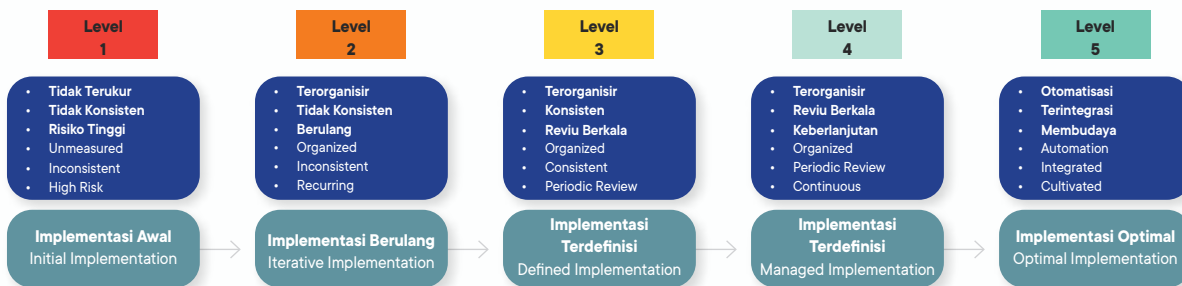 Level
1
Level
2
Level
3
Level
4
Level
5
• Tidak Terukur
• Tidak Konsisten
• Risiko Tinggi
• Unmeasured
• Inconsistent
• High Risk
• Terorganisir
• Tidak Konsisten
• Berulang
• Organized
• Inconsistent
• Recurring
• Terorganisir
• Konsisten
• Reviu Berkala
• Organized
• Consistent
• Periodic Review
• Terorganisir
• Reviu Berkala
• Keberlanjutan
• Organized
• Periodic Review
• Continuous
• Otomatisasi
• Terintegrasi
• Membudaya
• Automation
• Integrated
• Cultivated
Implementasi Awal
Initial Implementation
Implementasi Berulang
Iterative Implementation
Implementasi
Terdefinisi
Defined Implementation
Implementasi
Terdefinisi
Managed Implementation
Implementasi Optimal
Optimal Implementation